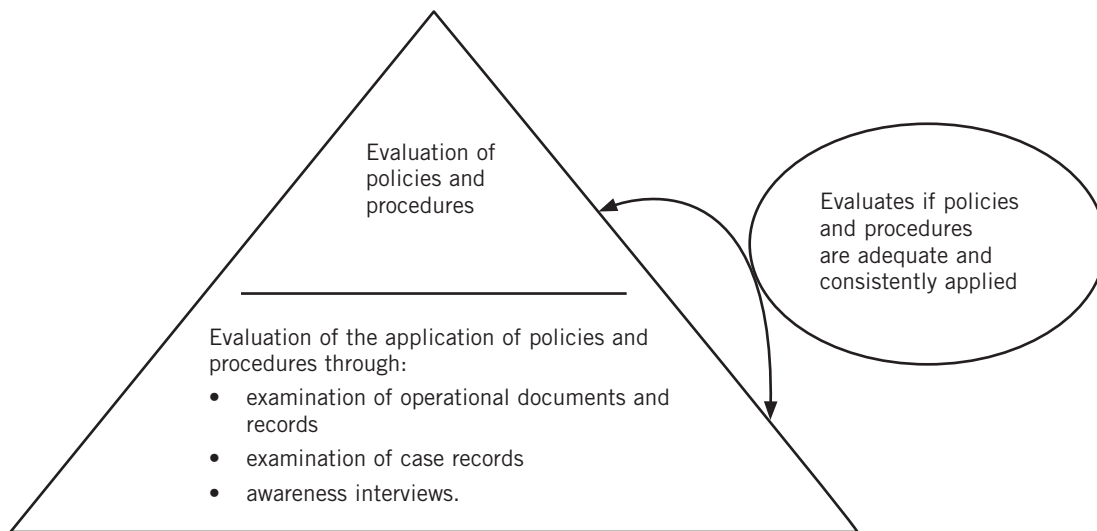 Evaluation of
policies and
procedures
Evaluates if policies
and procedures
are adequate and
consistently applied
Evaluation of the application of policies and
procedures through:
• examination of operational documents and
records
• examination of case records
• awareness interviews.